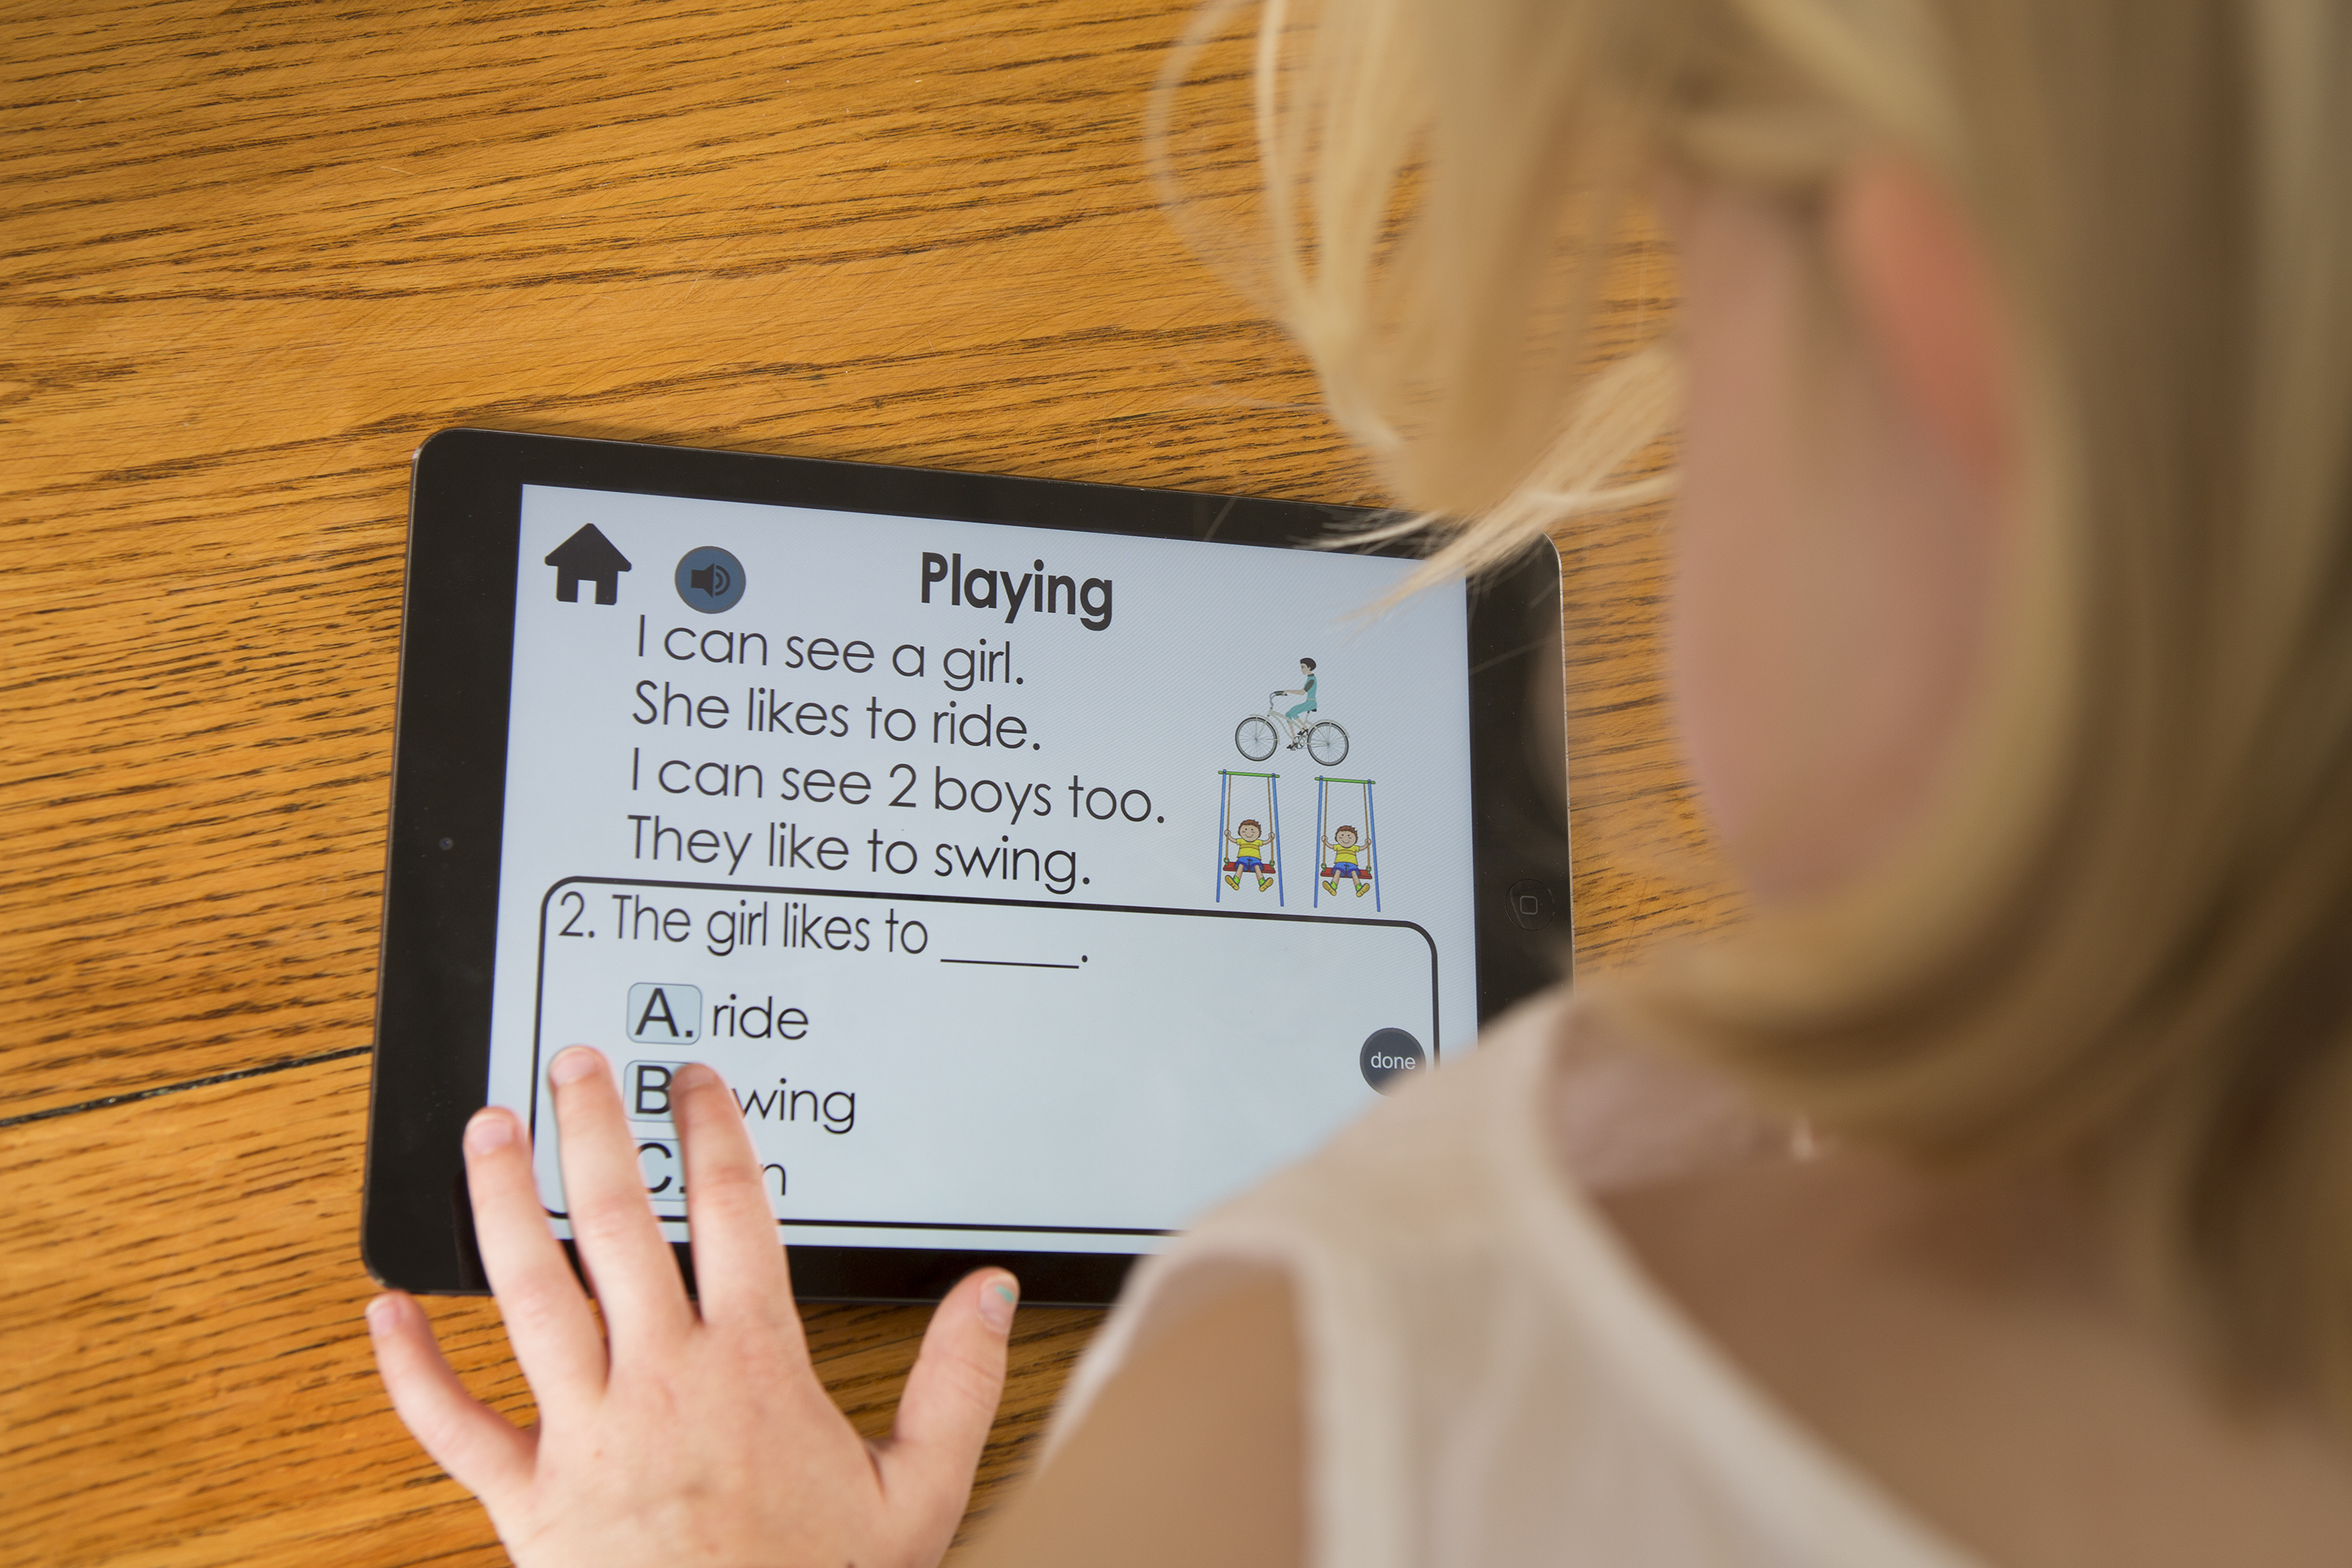 Playing
I can see a girl.
She likes to ride.
I can see 2 boys too.
They like to swing.
2. The girl likes to ______.
A. ride
B. swing
C.
done